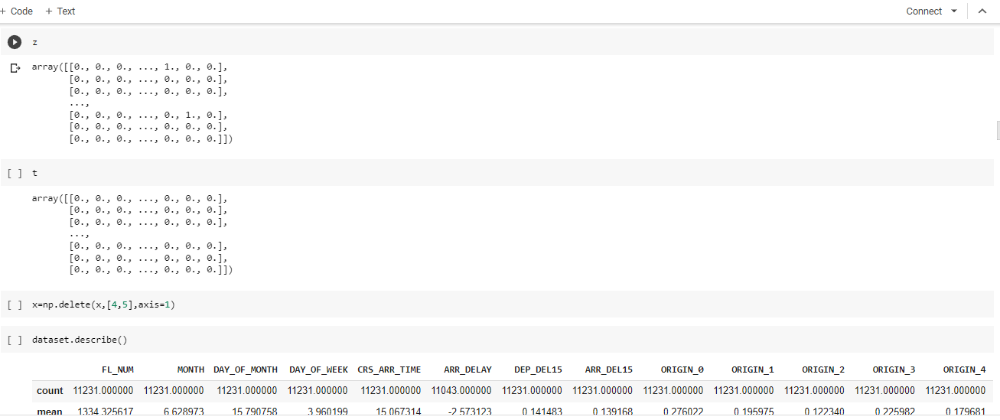 + Code + Text Connect
z
array([[0., 0., 0., ..., 1., 0., 0.],
[0., 0., 0., ..., 0., 0., 0.],
[0., 0., 0., ..., 0., 0., 0.],
...,
[0., 0., 0., ..., 0., 1., 0.],
[0., 0., 0., ..., 0., 0., 0.],
[0., 0., 0., ..., 0., 0., 0.]])
[ ] t
array([[0., 0., 0., ..., 0., 0., 0.],
[0., 0., 0., ..., 0., 0., 0.],
[0., 0., 0., ..., 0., 0., 0.],
...,
[0., 0., 0., ..., 0., 0., 0.],
[0., 0., 0., ..., 0., 0., 0.],
[0., 0., 0., ..., 0., 0., 0.]])
[ ] x=np.delete(x,[4,5],axis=1)
[ ] dataset.describe()
FL_NUM MONTH DAY_OF_MONTH DAY_OF_WEEK CRS_ARR_TIME ARR_DELAY DEP_DEL15 ARR_DEL15 ORIGIN_0 ORIGIN_1 ORIGIN_2 ORIGIN_3 ORIGIN_4
count 11231.000000 11231.000000 11231.000000 11231.000000 11231.000000 11043.000000 11231.000000 11231.000000 11231.000000 11231.000000 11231.000000 11231.000000 11231.000000
mean 1334.325617 6.628973 15.790758 3.960199 15.067314 -2.573123 0.141483 0.139168 0.276022 0.195975 0.122340 0.225982 0.179681